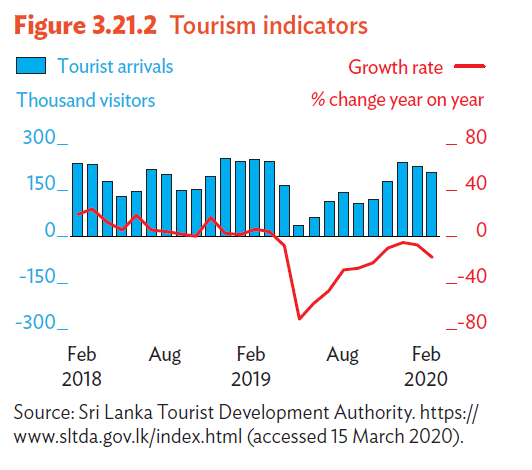 Figure 3.21.2 Tourism indicators
Tourist arrivals Growth rate
Thousand visitors % change year on year
300 80
150 40
0 0
-150 -40
-300 -80
Feb Aug Feb Aug Feb
2018 2019 2020
Source: Sri Lanka Tourist Development Authority. https://
www.sltda.gov.lk/index.html (accessed 15 March 2020).